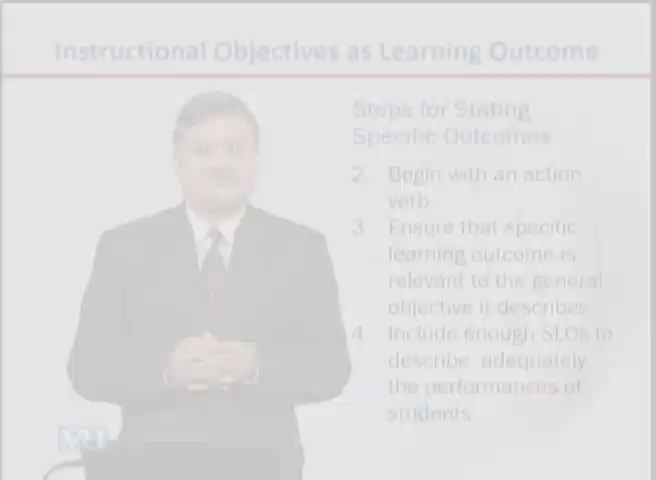 Instructional Objectives as Learning Outcome
Steps for Stating
Specific Outcomes
2 Begin with an action
verb
3 Ensure that specific
learning outcome is
relevant to the general
objective it describes
4 Include enough SLOs to
describe adequately
the performances of
students